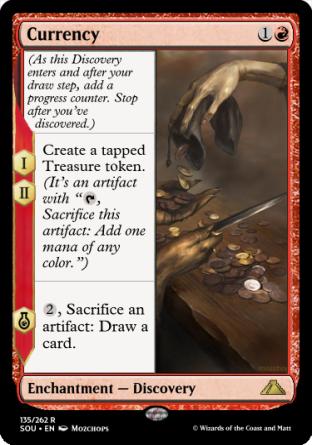 Currency 1
(As this Discovery
enters and after your
draw step, add a
progress counter. Stop
after you've
discovered.)
I
II
Create a tapped
Treasure token.
(It's an artifact
with “,
Sacrifice this
artifact: Add one
mana of any
color.”)
2, Sacrifice an
artifact: Draw a
card.
Enchantment — Discovery
135/262 R
SOU • EN Mozchops
™ & © Wizards of the Coast and Matt